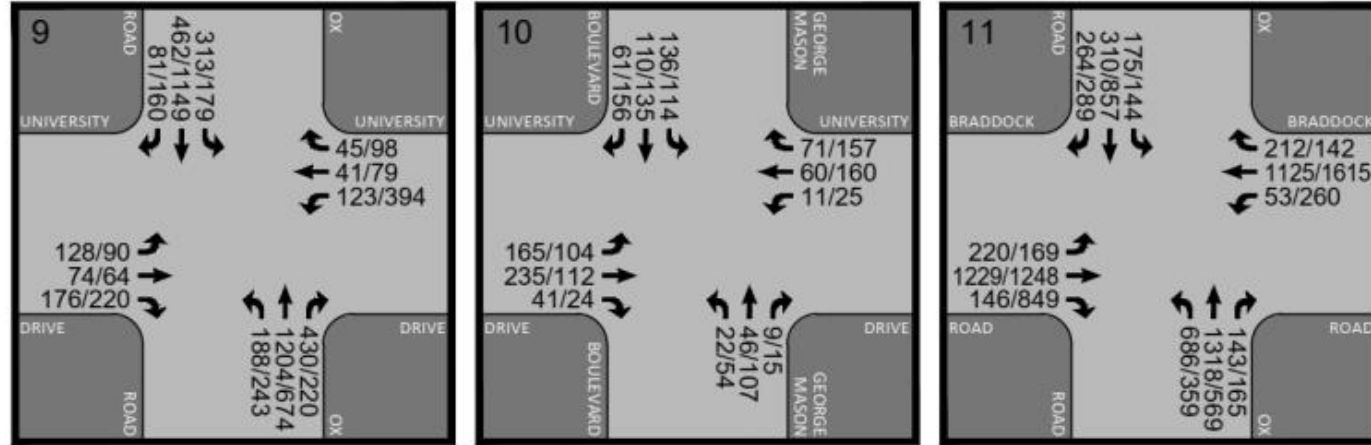 9
ROAD
OX
81/160
462/1149
313/179
UNIVERSITY
UNIVERSITY
45/98
41/79
123/394
128/90
74/64
176/220
188/243
1204/674
430/220
DRIVE
DRIVE
ROAD
OX
10
BOULEVARD
GEORGE
MASON
61/156
110/135
136/114
UNIVERSITY
UNIVERSITY
71/157
60/160
11/25
165/104
235/112
41/24
22/54
46/107
9/15
DRIVE
DRIVE
BOULEVARD
GEORGE
MASON
11
ROAD
OX
264/289
310/857
175/144
BRADDOCK
BRADDOCK
212/142
1125/1615
53/260
220/169
1229/1248
146/849
686/359
1318/569
143/165
ROAD
ROAD
ROAD
OX